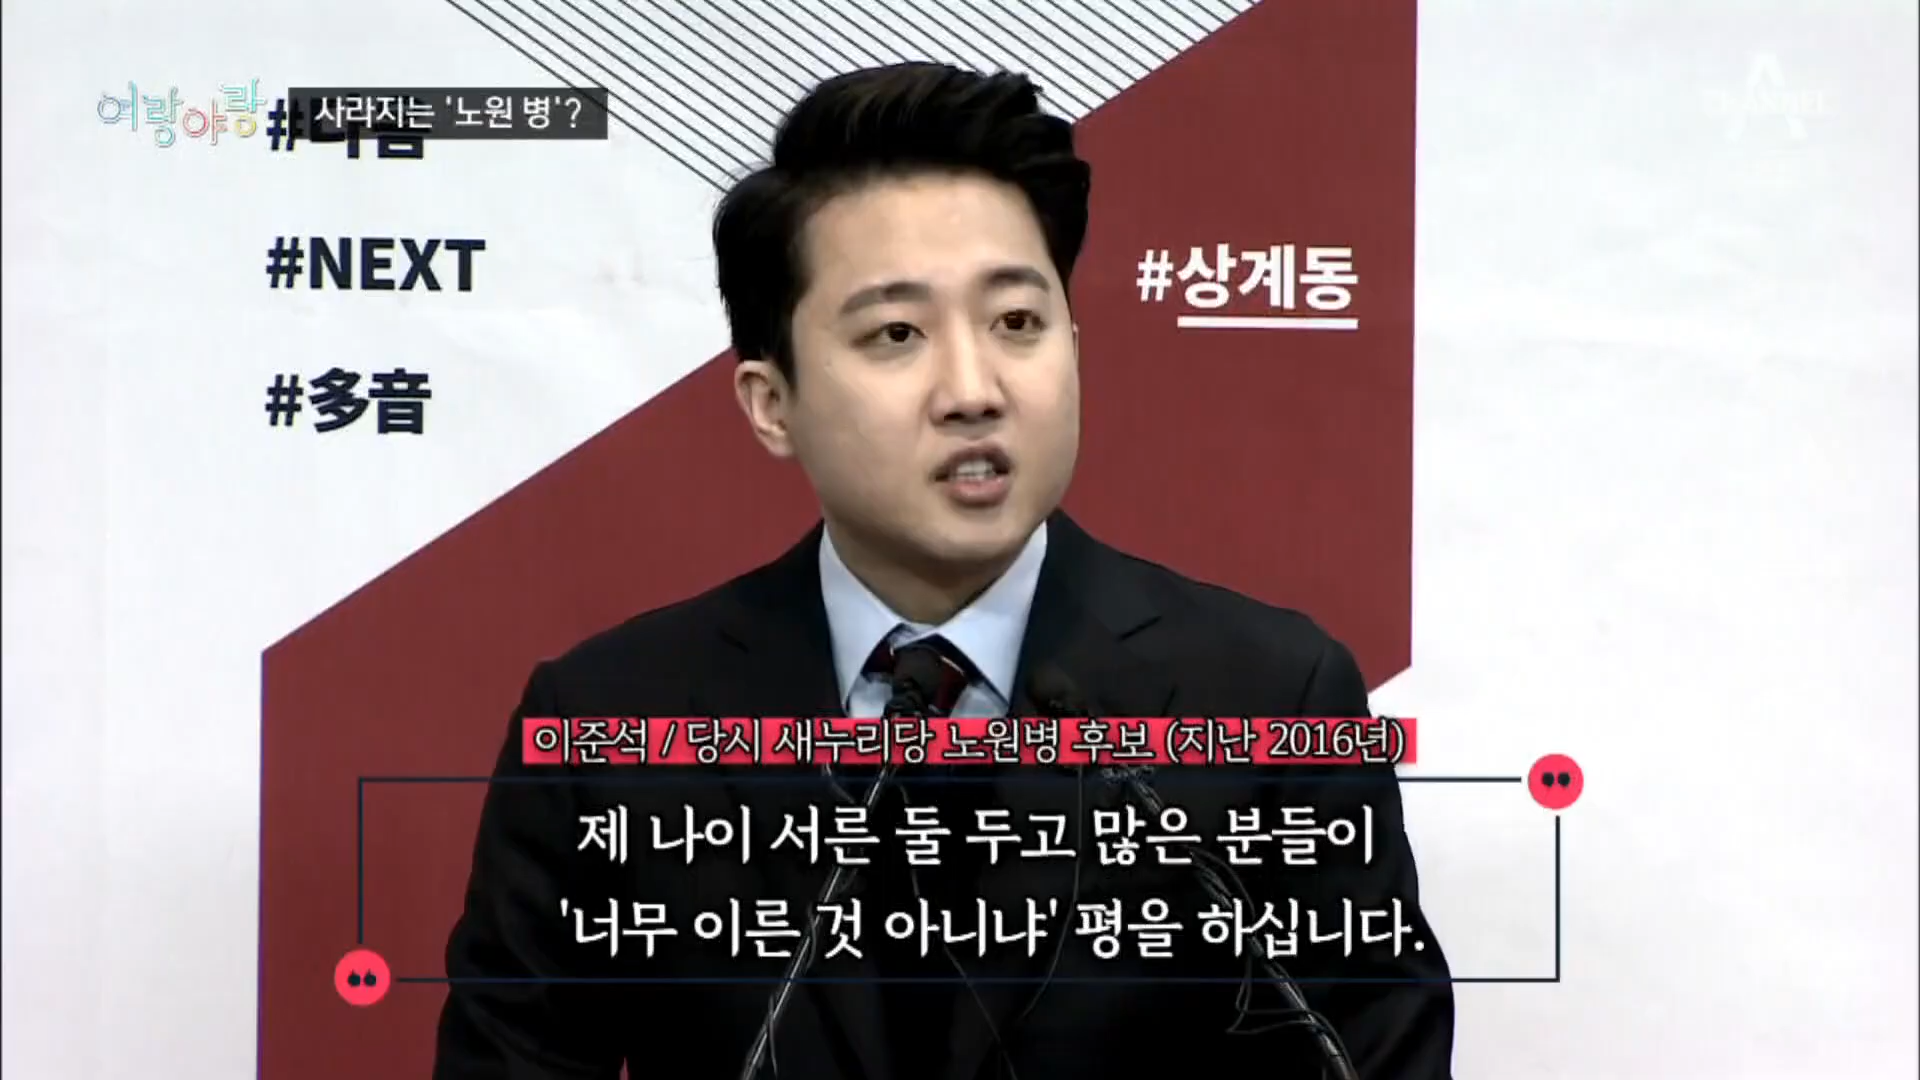 여랑야랑
사라지는 '노원 병'?
#다음
#NEXT
#多音
#상계동
이준석 / 당시 새누리당 노원병 후보 (지난 2016년)
제 나이 서른 둘 두고 많은 분들이
'너무 이른 것 아니냐' 평을 하십니다.